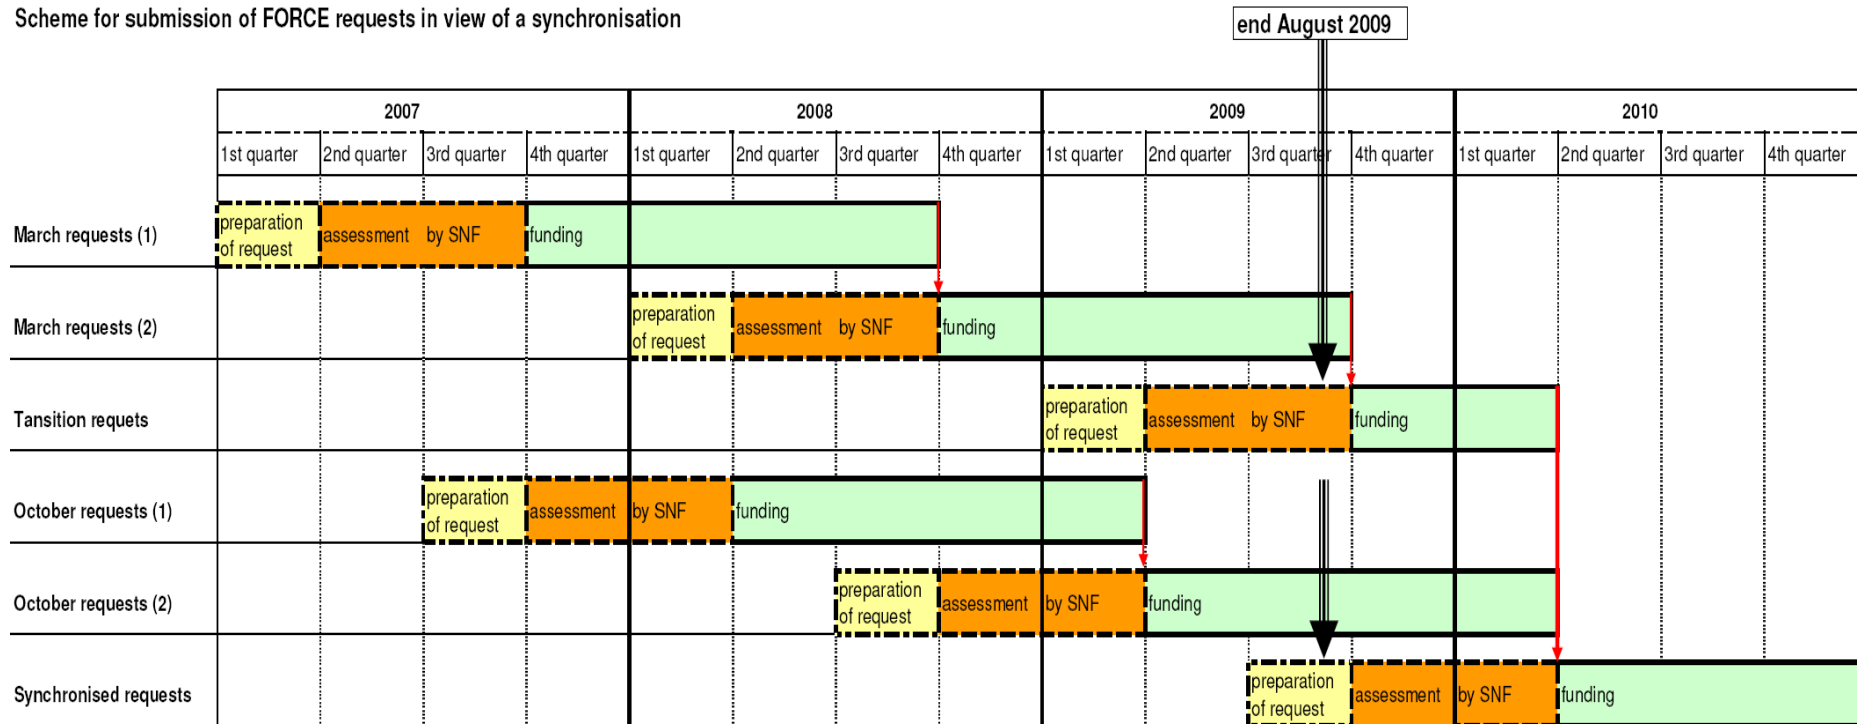 Scheme for submission of FORCE requests in view of a synchronisation
end August 2009
2007 2008 2009 2010
1st quarter 2nd quarter 3rd quarter 4th quarter 1st quarter 2nd quarter 3rd quarter 4th quarter 1st quarter 2nd quarter 3rd quarter 4th quarter 1st quarter 2nd quarter 3rd quarter 4th quarter
March requests (1)
preparation
of request
assessment by SNF
funding
March requests (2)
preparation
of request
assessment by SNF
funding
Tansition requets
preparation
of request
assessment by SNF
funding
October requests (1)
preparation
of request
assessment by SNF
funding
October requests (2)
preparation
of request
assessment by SNF
funding
Synchronised requests
preparation
of request
assessment by SNF
funding